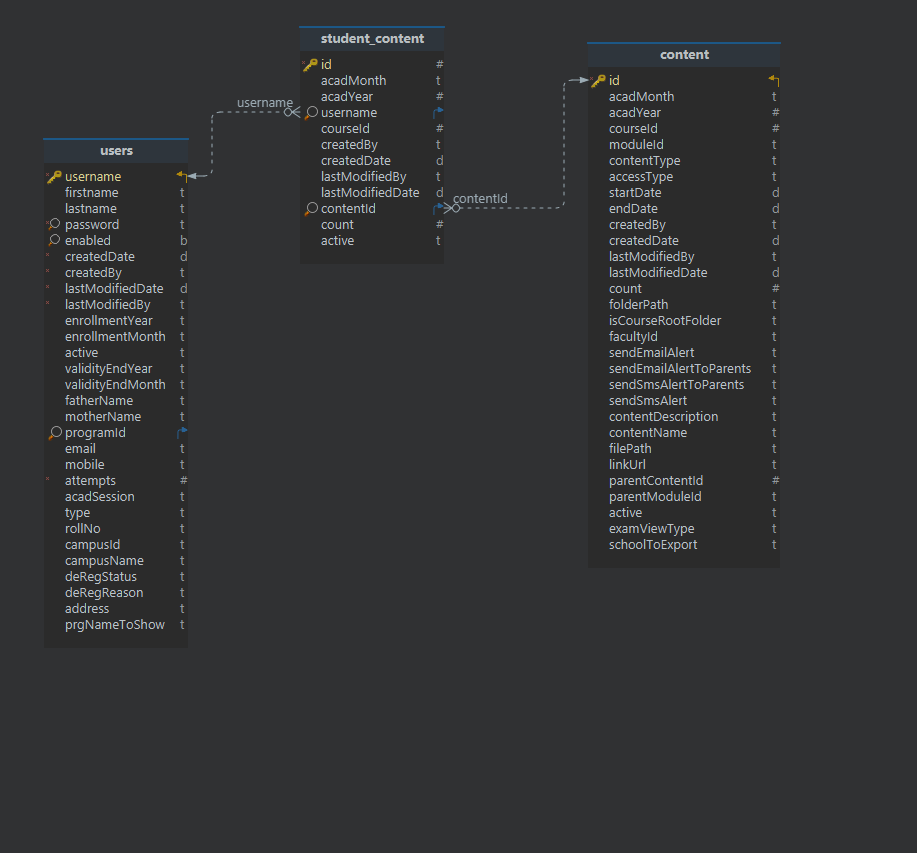 student_content
id #
acadMonth t
acadYear #
username
courseId #
createdBy t
createdDate d
lastModifiedBy t
lastModifiedDate d
contentId
count #
active t
content
id
acadMonth t
acadYear #
courseId #
moduleId t
contentType t
accessType t
startDate d
endDate d
createdBy t
createdDate d
lastModifiedBy t
lastModifiedDate d
count #
folderPath t
isCourseRootFolder t
facultyId t
sendEmailAlert t
sendEmailAlertToParents t
sendSmsAlertToParents t
sendSmsAlert t
contentDescription t
contentName t
filePath t
linkUrl t
parentContentId #
parentModuleId t
active t
examViewType t
schoolToExport t
username
contentId
users
username
firstname t
lastname t
password t
enabled b
createdDate d
createdBy t
lastModifiedDate d
lastModifiedBy t
enrollmentYear t
enrollmentMonth t
active t
validityEndYear t
validityEndMonth t
fatherName t
motherName t
programId
email t
mobile t
attempts #
acadSession t
type t
rollNo t
campusId t
campusName t
deRegStatus t
deRegReason t
address t
prgNameToShow t